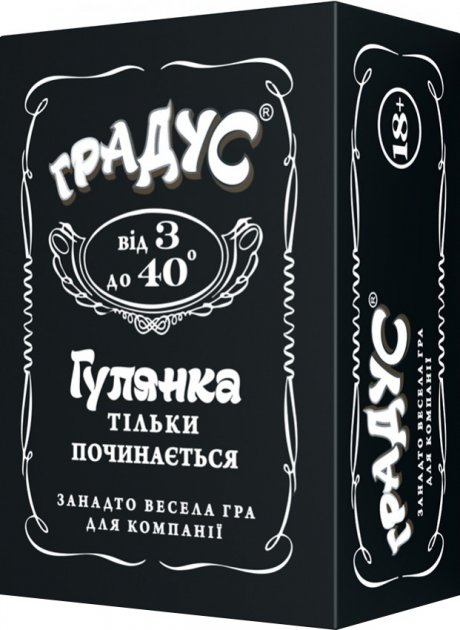 ГРАДУС®
від 3
до 40°
Гулянка
ТІЛЬКИ
ПОЧИНАЄТЬСЯ
ЗАНАДТО ВЕСЕЛА ГРА
ДЛЯ КОМПАНІЇ
18+
ГРАДУС®
ЗАНАДТО ВЕСЕЛА ГРА
ДЛЯ КОМПАНІЇ